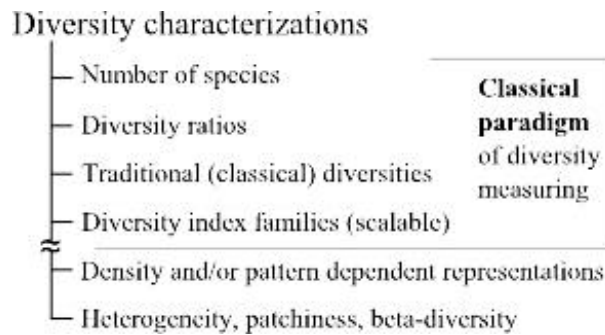 Diversity characterizations
Number of species
Diversity ratios
Traditional (classical) diversities
Diversity index families (scalable)
Classical
paradigm
of diversity
measuring
Density and/or pattern dependent representations
Heterogeneity, patchiness, beta-diversity